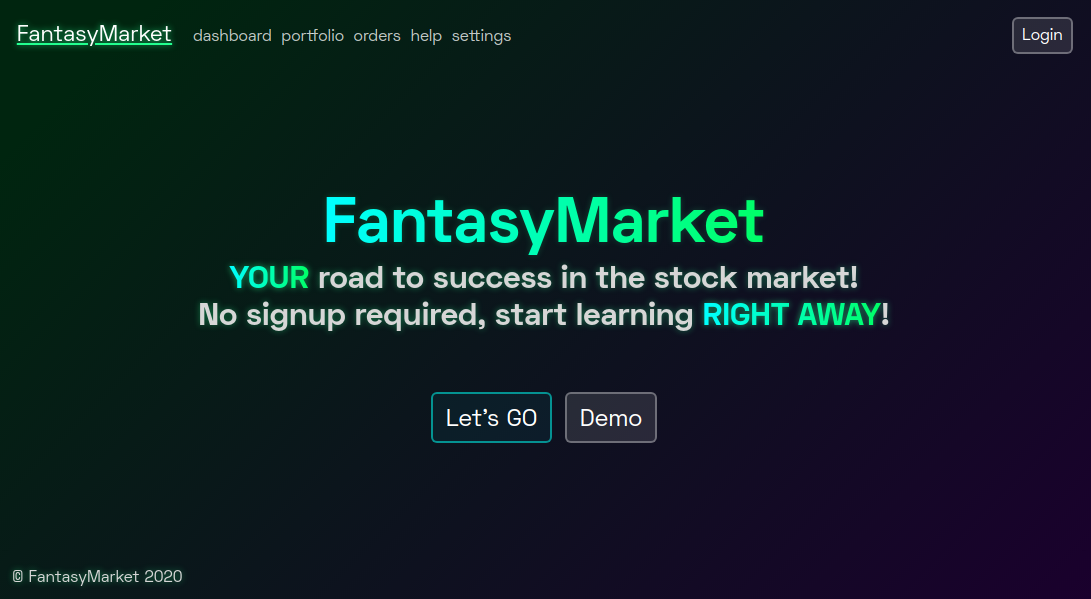 FantasyMarket dashboard portfolio orders help settings Login
FantasyMarket
YOUR road to success in the stock market!
No signup required, start learning RIGHT AWAY!
Let's GO Demo
© FantasyMarket 2020